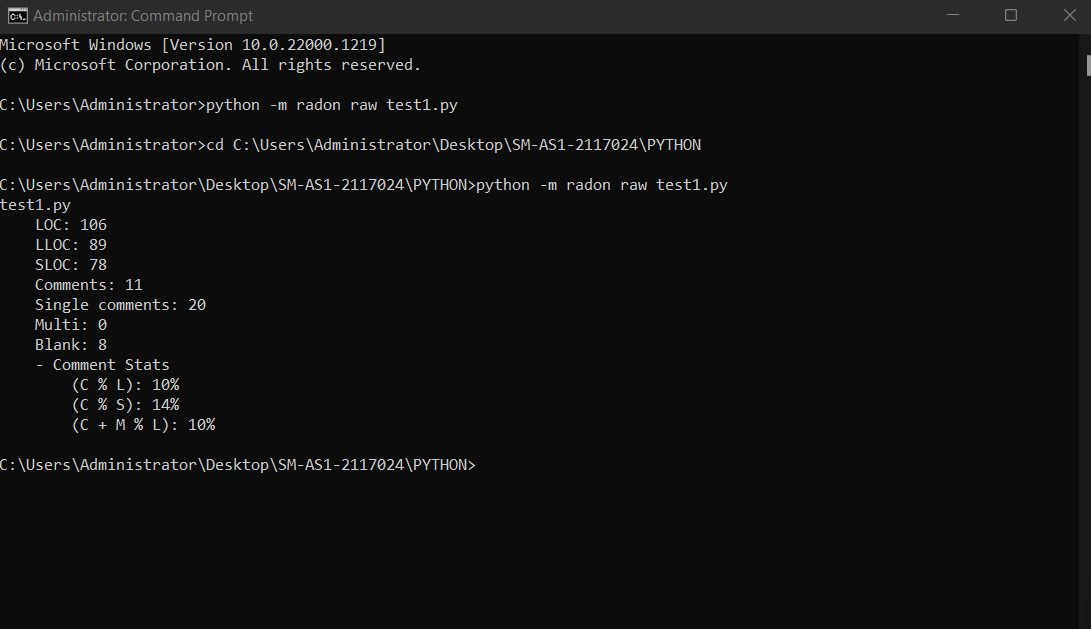 Administrator: Command Prompt
Microsoft Windows [Version 10.0.22000.1219]
(c) Microsoft Corporation. All rights reserved.
C:\Users\Administrator>python -m radon raw test1.py
C:\Users\Administrator>cd C:\Users\Administrator\Desktop\SM-AS1-2117024\PYTHON
C:\Users\Administrator\Desktop\SM-AS1-2117024\PYTHON>python -m radon raw test1.py
test1.py
    LOC: 106
    LLOC: 89
    SLOC: 78
    Comments: 11
    Single comments: 20
    Multi: 0
    Blank: 8
    - Comment Stats
        (C % L): 10%
        (C % S): 14%
        (C + M % L): 10%
C:\Users\Administrator\Desktop\SM-AS1-2117024\PYTHON>